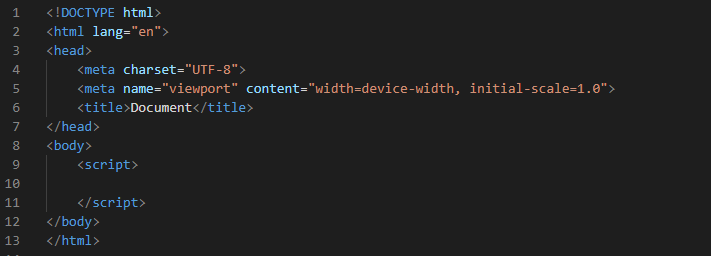 1 <!DOCTYPE html>
2 <html lang="en">
3 <head>
4     <meta charset="UTF-8">
5     <meta name="viewport" content="width=device-width, initial-scale=1.0">
6     <title>Document</title>
7 </head>
8 <body>
9     <script>
10
11     </script>
12 </body>
13 </html>